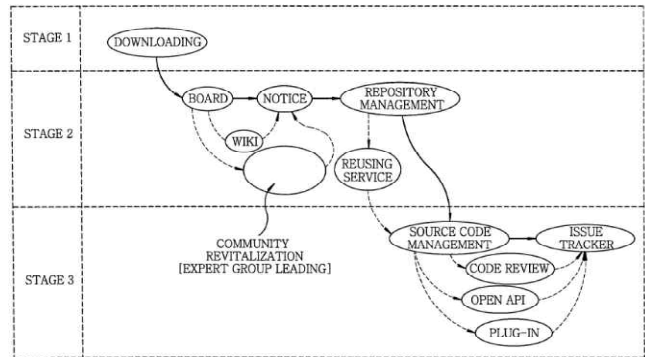 STAGE 1
DOWNLOADING
STAGE 2
BOARD
NOTICE
REPOSITORY
MANAGEMENT
WIKI
REUSING
SERVICE
COMMUNITY
REVITALIZATION
[EXPERT GROUP LEADING]
STAGE 3
SOURCE CODE
MANAGEMENT
ISSUE
TRACKER
CODE REVIEW
OPEN API
PLUG-IN